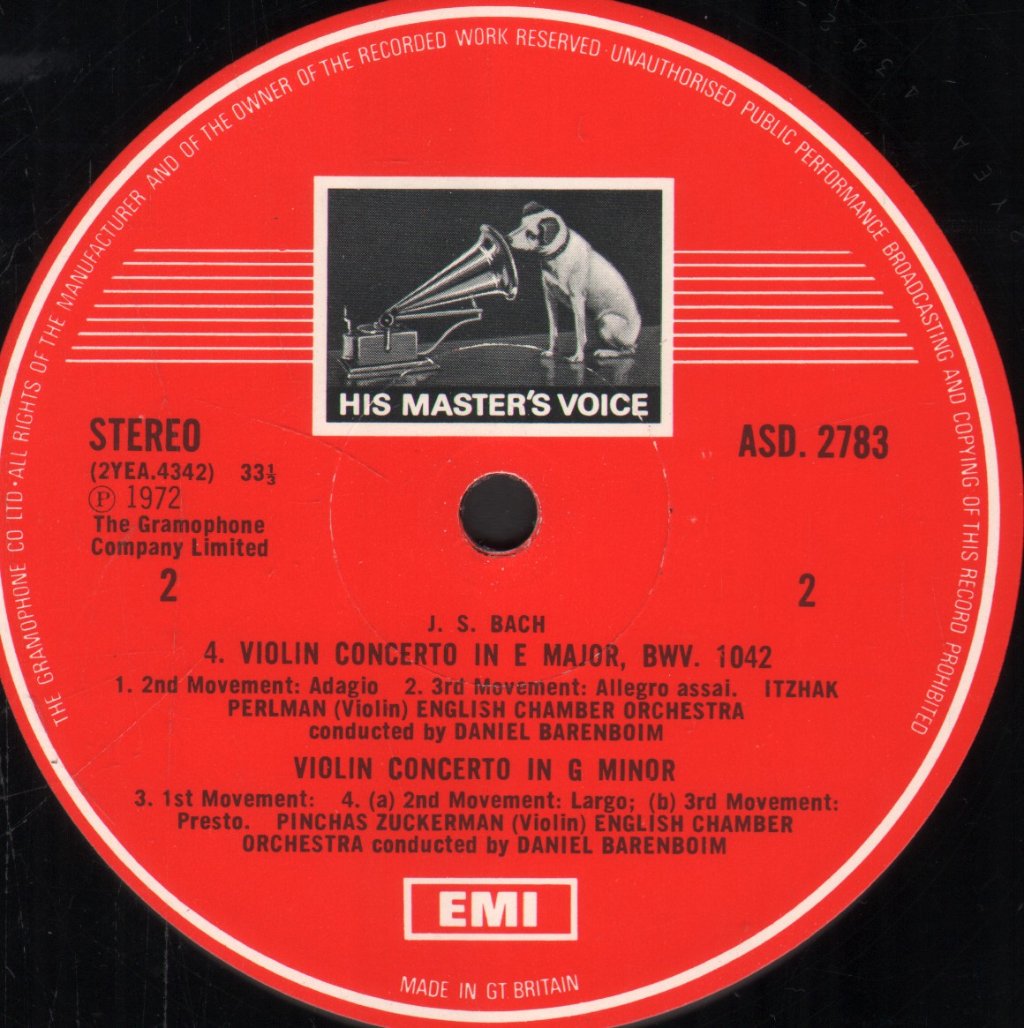 THE GRAMOPHONE CO LTD · ALL RIGHTS OF THE MANUFACTURER AND OF THE OWNER OF THE RECORDED WORK RESERVED · UNAUTHORISED PUBLIC PERFORMANCE BROADCASTING AND COPYING OF THIS RECORD PROHIBITED
HIS MASTER'S VOICE
STEREO
(2YEA.4342) 33⅓
℗ 1972
The Gramophone
Company Limited
2
ASD. 2783
2
J. S. BACH
4. VIOLIN CONCERTO IN E MAJOR, BWV. 1042
1. 2nd Movement: Adagio 2. 3rd Movement: Allegro assai. ITZHAK
PERLMAN (Violin) ENGLISH CHAMBER ORCHESTRA
conducted by DANIEL BARENBOIM
VIOLIN CONCERTO IN G MINOR
3. 1st Movement: 4. (a) 2nd Movement: Largo; (b) 3rd Movement:
Presto. PINCHAS ZUCKERMAN (Violin) ENGLISH CHAMBER
ORCHESTRA conducted by DANIEL BARENBOIM
EMI
MADE IN GT. BRITAIN